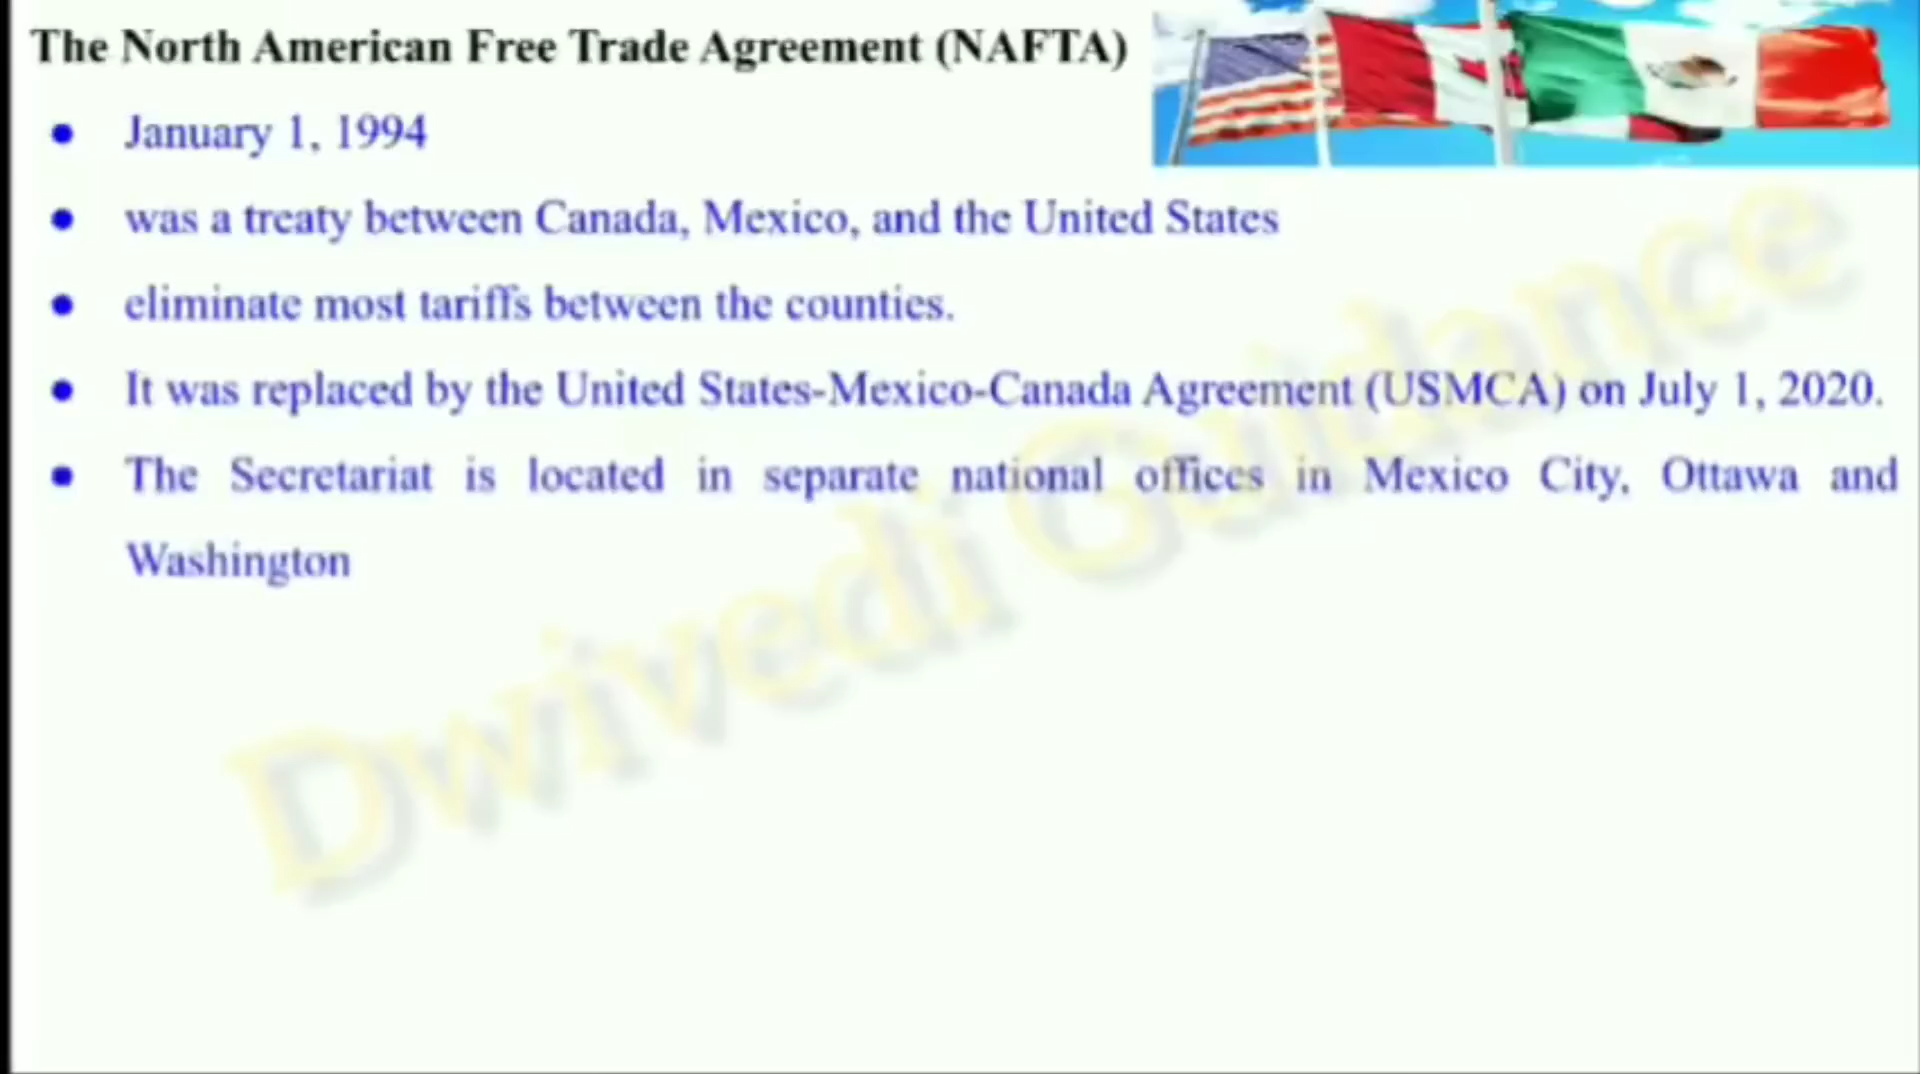 The North American Free Trade Agreement (NAFTA)
● January 1, 1994
● was a treaty between Canada, Mexico, and the United States
● eliminate most tariffs between the counties.
● It was replaced by the United States-Mexico-Canada Agreement (USMCA) on July 1, 2020.
● The Secretariat is located in separate national offices in Mexico City, Ottawa and
Washington
Dwivedi Guidance